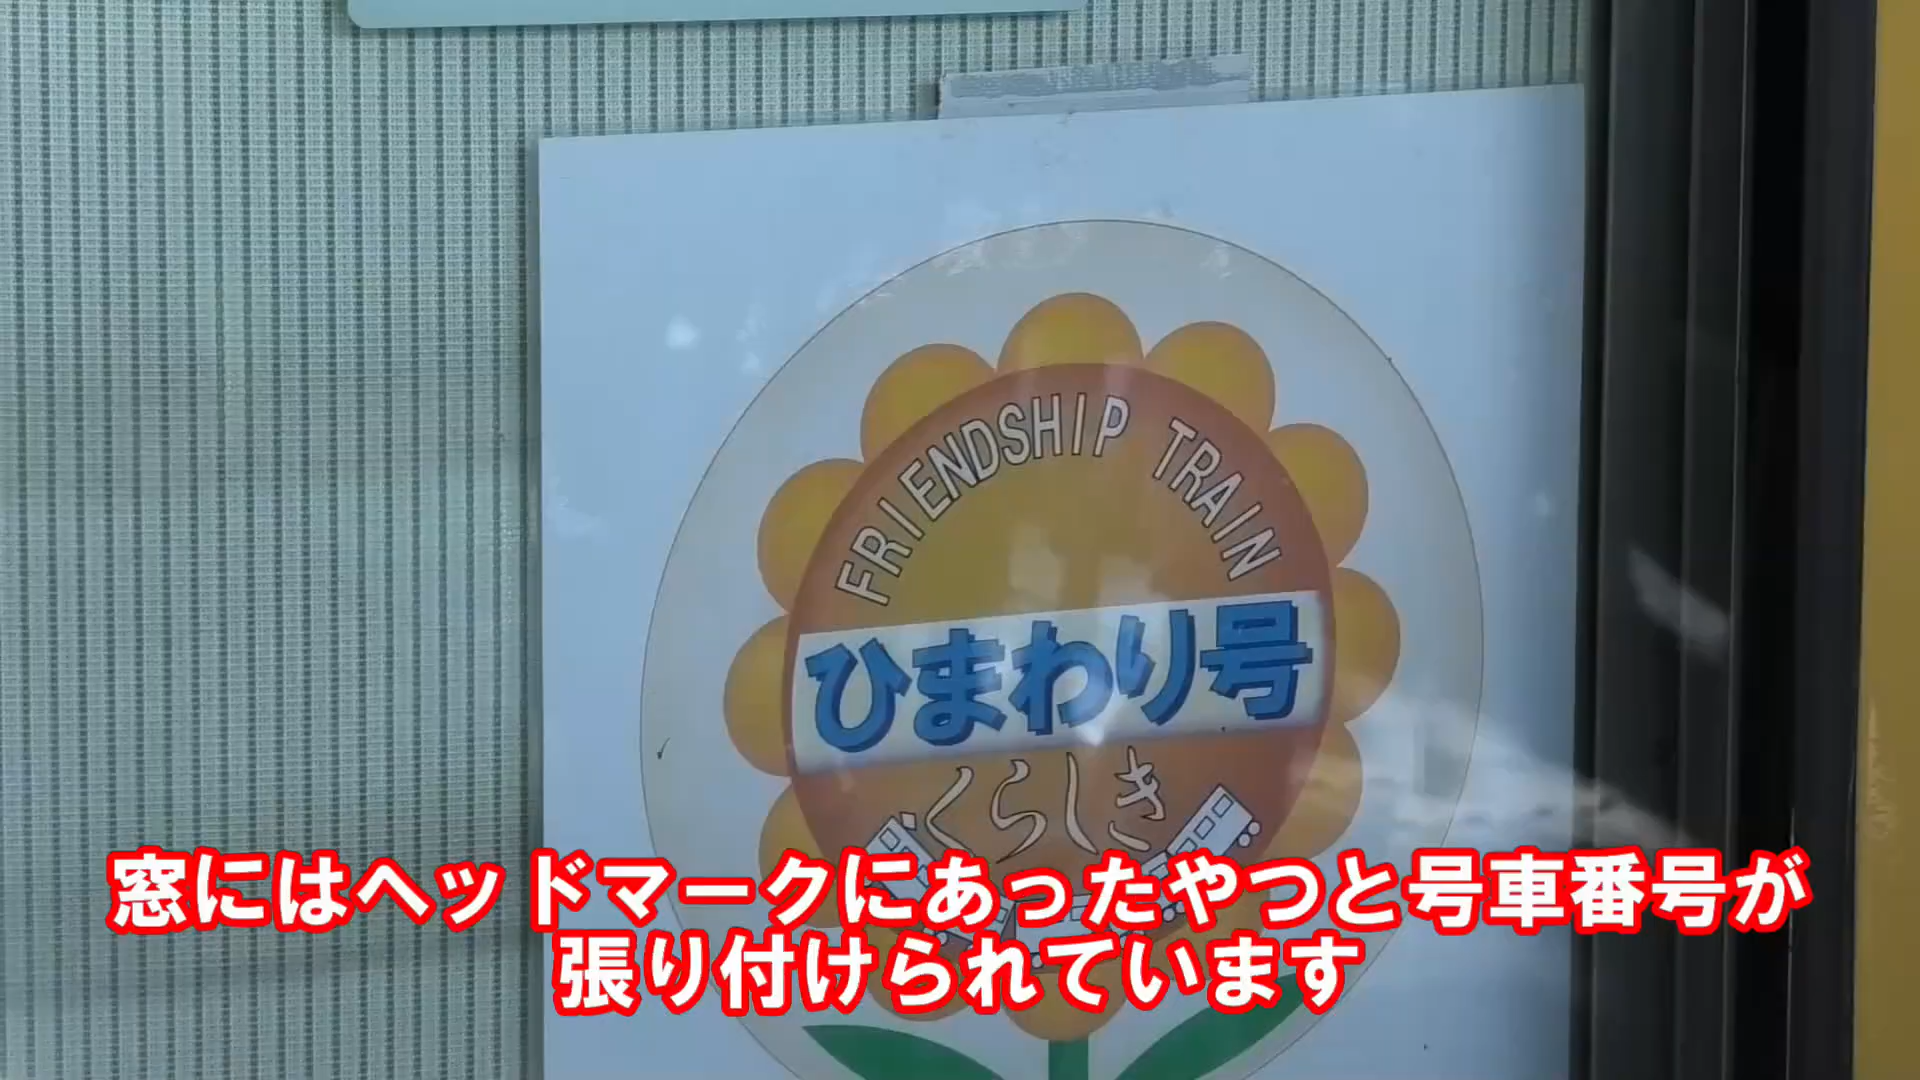 FRIENDSHIP TRAIN
ひまわり号
くらしき
窓にはヘッドマークにあったやつと号車番号が
張り付けられています